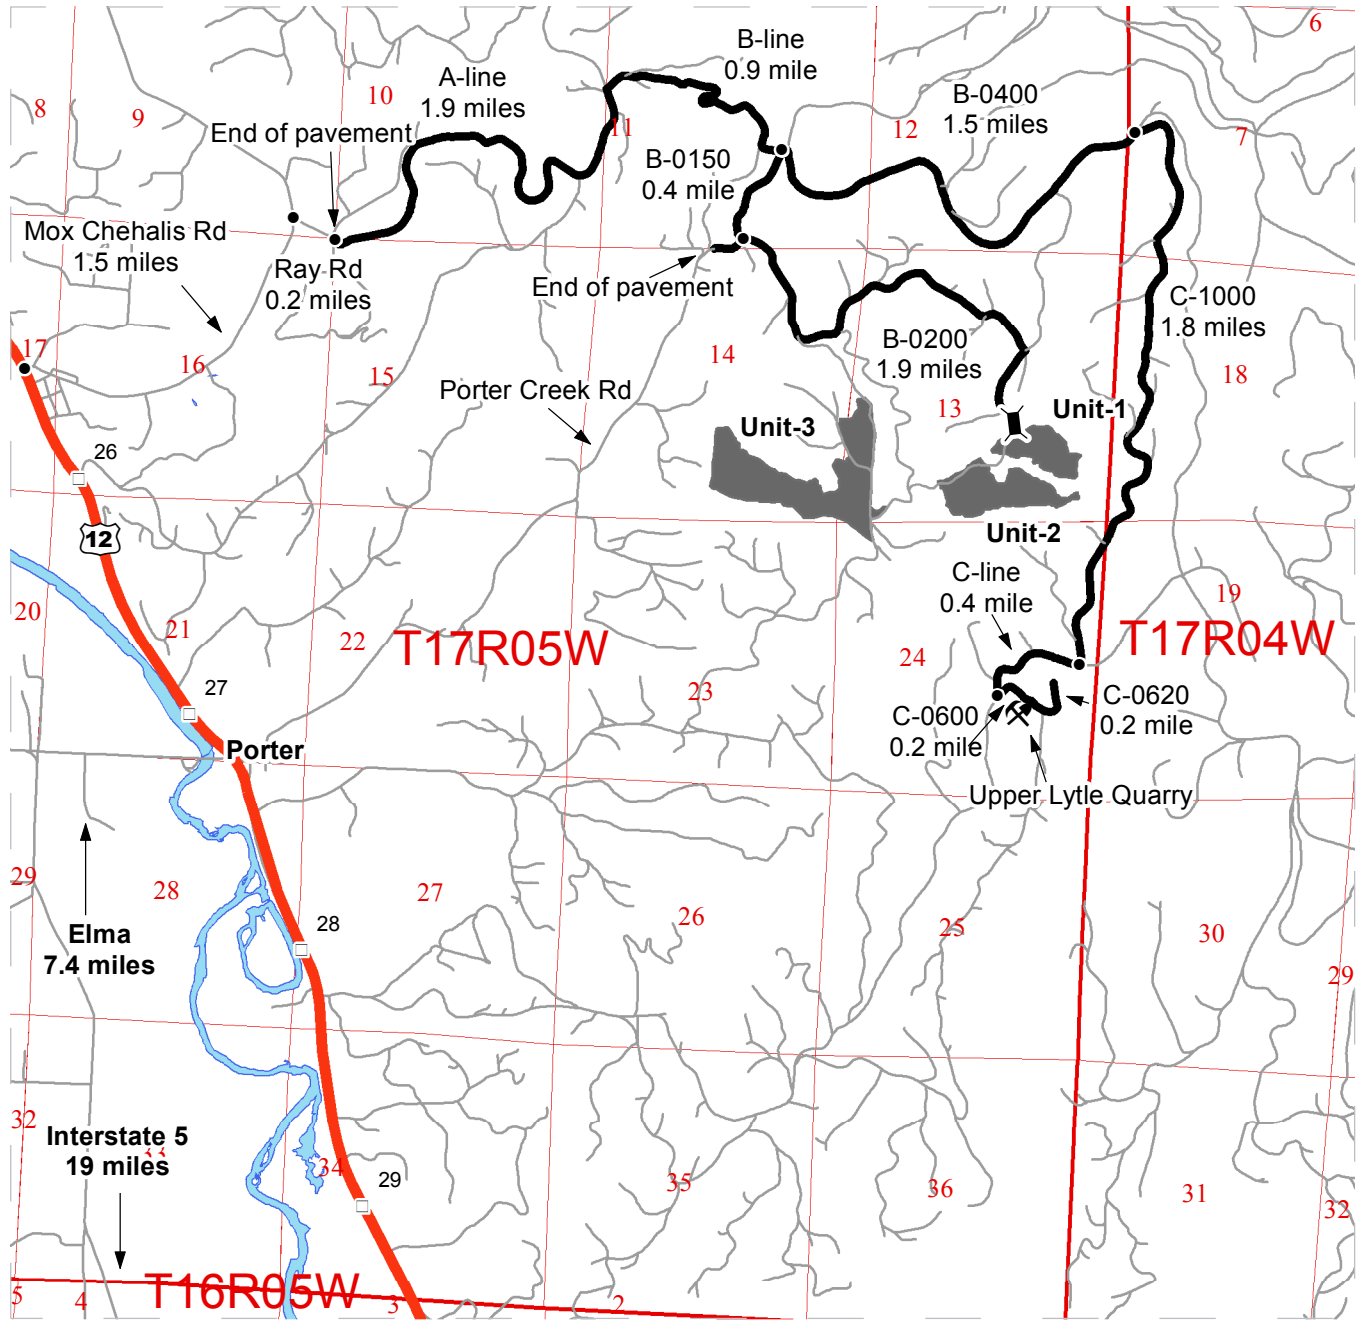 6
B-line
0.9 mile
A-line
1.9 miles
10
8
9
B-0400
1.5 miles
End of pavement
11
12
7
B-0150
0.4 mile
Mox Chehalis Rd
1.5 miles
Ray Rd
0.2 miles
End of pavement
C-1000
1.8 miles
17
16
15
14
B-0200
1.9 miles
18
Porter Creek Rd
13
Unit-1
Unit-3
26
12
Unit-2
C-line
0.4 mile
20
21
22
T17R05W
19
T17R04W
24
27
23
C-0600
0.2 mile
C-0620
0.2 mile
Porter
Upper Lytle Quarry
29
28
27
26
25
30
28
Elma
7.4 miles
29
32
Interstate 5
19 miles
33
34
29
35
36
31
32
T16R05W
5
4
3
2